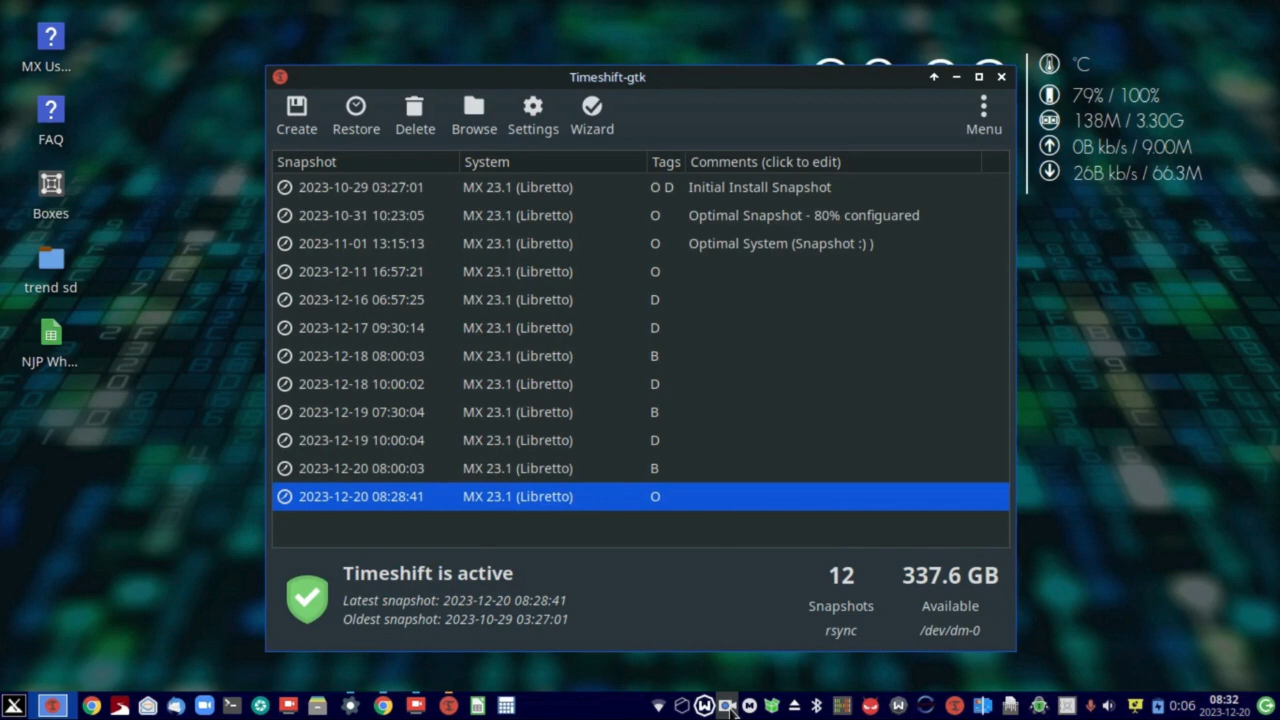 MX Us...
FAQ
Boxes
trend sd
NJP Wh...
Timeshift-gtk
Create Restore Delete Browse Settings Wizard Menu
Snapshot System Tags Comments (click to edit)
2023-10-29 03:27:01 MX 23.1 (Libretto) O D Initial Install Snapshot
2023-10-31 10:23:05 MX 23.1 (Libretto) O Optimal Snapshot - 80% configuared
2023-11-01 13:15:13 MX 23.1 (Libretto) O Optimal System (Snapshot :) )
2023-12-11 16:57:21 MX 23.1 (Libretto) O
2023-12-16 06:57:25 MX 23.1 (Libretto) D
2023-12-17 09:30:14 MX 23.1 (Libretto) D
2023-12-18 08:00:03 MX 23.1 (Libretto) B
2023-12-18 10:00:02 MX 23.1 (Libretto) D
2023-12-19 07:30:04 MX 23.1 (Libretto) B
2023-12-19 10:00:04 MX 23.1 (Libretto) D
2023-12-20 08:00:03 MX 23.1 (Libretto) B
2023-12-20 08:28:41 MX 23.1 (Libretto) O
Timeshift is active
Latest snapshot: 2023-12-20 08:28:41
Oldest snapshot: 2023-10-29 03:27:01
12
Snapshots
rsync
337.6 GB
Available
/dev/dm-0
°C
79% / 100%
138M / 3.30G
0B kb/s / 9.00M
26B kb/s / 66.3M
0:06
08:32
2023-12-20